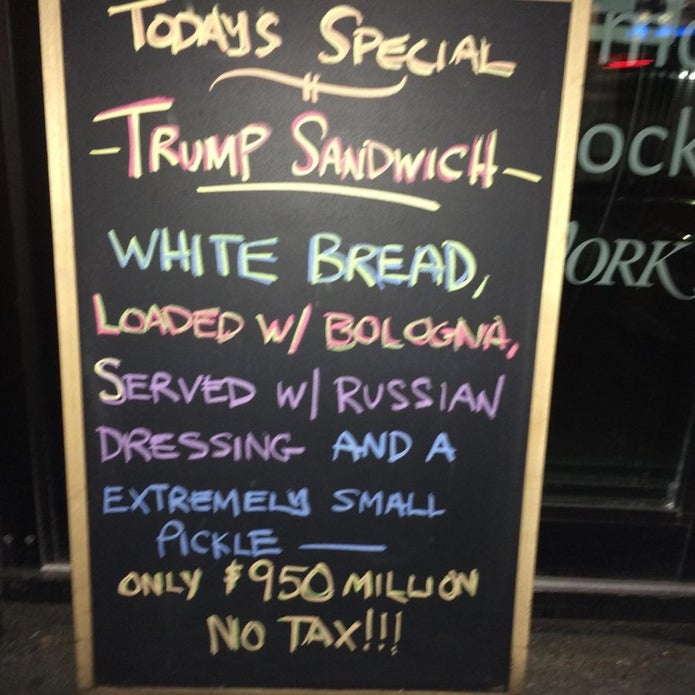 TODAYS SPECIAL
- TRUMP SANDWICH -
WHITE BREAD,
LOADED W/ BOLOGNA,
SERVED W/ RUSSIAN
DRESSING AND A
EXTREMELY SMALL
PICKLE —
ONLY $950 MILLION
NO TAX!!!